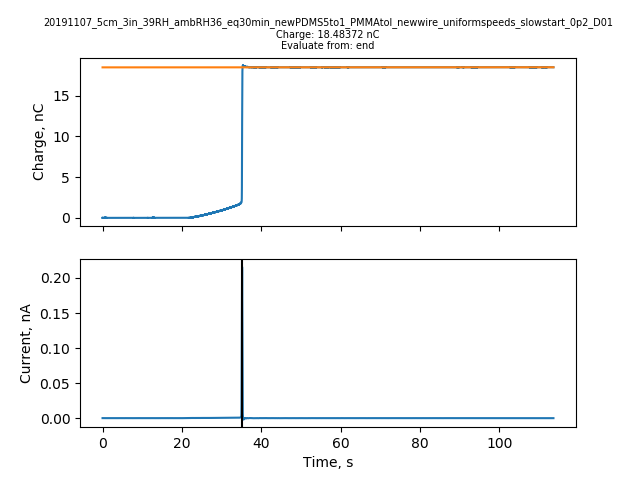 20191107_5cm_3in_39RH_ambRH36_eq30min_newPDMS5to1_PMMAtol_newwire_uniformspeeds_slowstart_0p2_D01
Charge: 18.48372 nC
Evaluate from: end
Charge, nC
15
10
5
0
Current, nA
0.20
0.15
0.10
0.05
0.00
0 20 40 60 80 100
Time, s